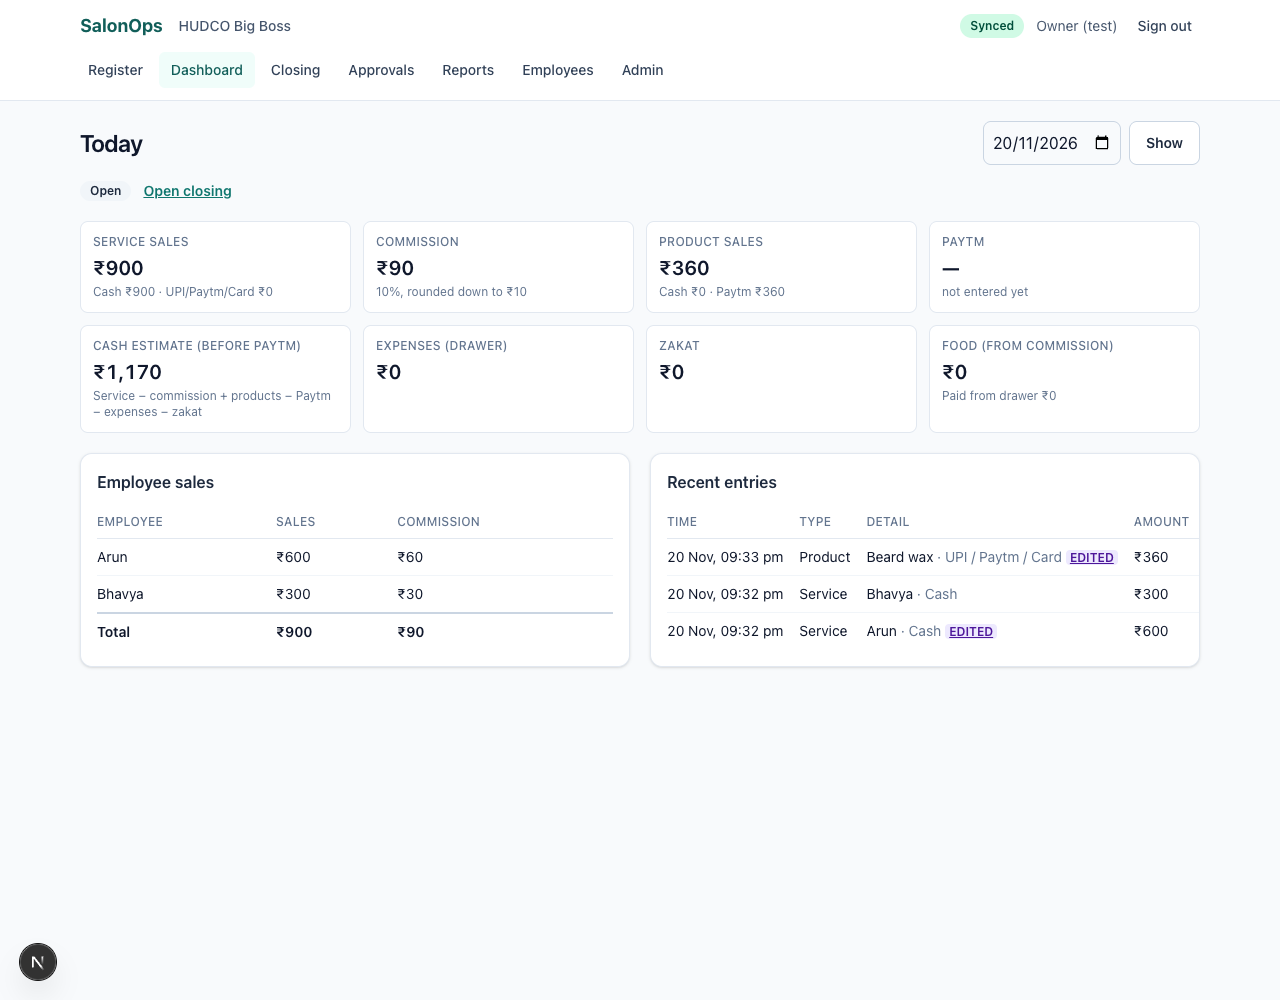 SalonOps HUDCO Big Boss Synced Owner (test) Sign out
Register Dashboard Closing Approvals Reports Employees Admin
Today 20/11/2026 Show
Open Open closing
SERVICE SALES
₹900
Cash ₹900 · UPI/Paytm/Card ₹0
COMMISSION
₹90
10%, rounded down to ₹10
PRODUCT SALES
₹360
Cash ₹0 · Paytm ₹360
PAYTM
—
not entered yet
CASH ESTIMATE (BEFORE PAYTM)
₹1,170
Service − commission + products − Paytm
− expenses − zakat
EXPENSES (DRAWER)
₹0
ZAKAT
₹0
FOOD (FROM COMMISSION)
₹0
Paid from drawer ₹0
Employee sales
EMPLOYEE SALES COMMISSION
Arun ₹600 ₹60
Bhavya ₹300 ₹30
Total ₹900 ₹90
Recent entries
TIME TYPE DETAIL AMOUNT
20 Nov, 09:33 pm Product Beard wax · UPI / Paytm / Card EDITED ₹360
20 Nov, 09:32 pm Service Bhavya · Cash ₹300
20 Nov, 09:32 pm Service Arun · Cash EDITED ₹600
N